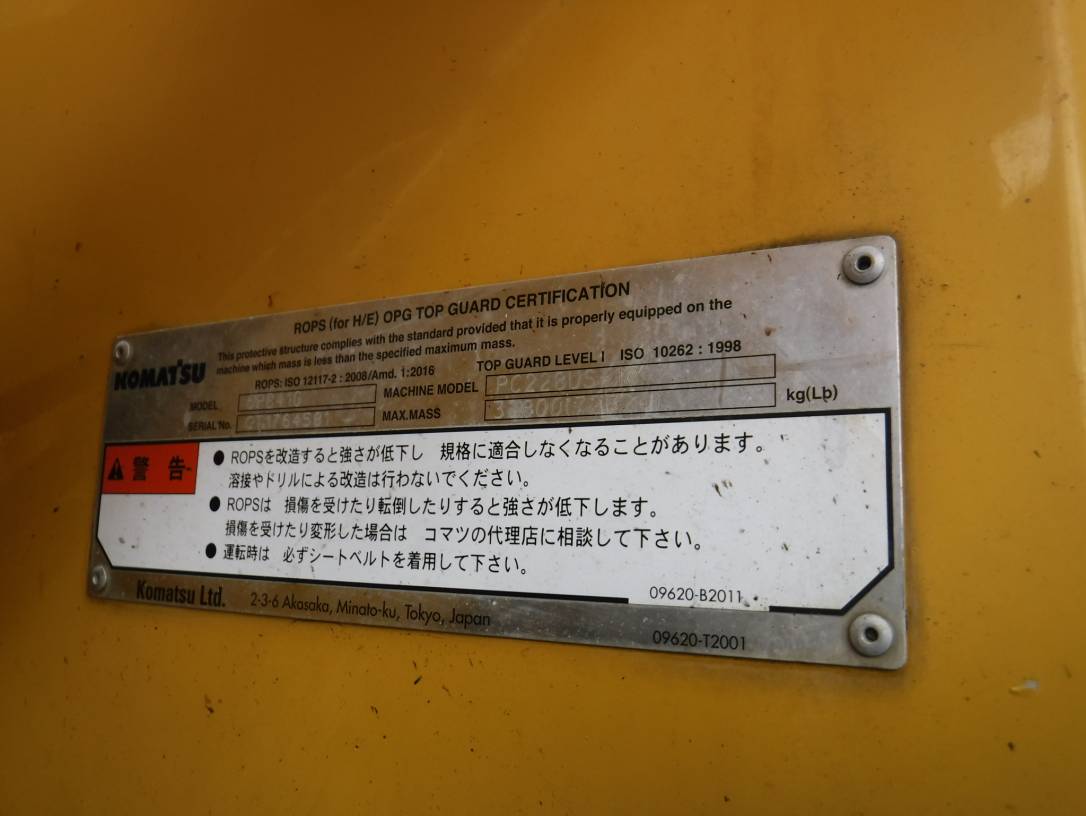 ROPS (for H/E) OPG TOP GUARD CERTIFICATION
KOMATSU
This protective structure complies with the standard provided that it is properly equipped on the
machine which mass is less than the specified maximum mass.
ROPS: ISO 12117-2 : 2008/Amd. 1:2016
TOP GUARD LEVEL I ISO 10262 : 1998
MODEL MACHINE MODEL
SERIAL No. MAX.MASS kg(Lb)
警告
● ROPSを改造すると強さが低下し 規格に適合しなくなることがあります。
溶接やドリルによる改造は行わないでください。
● ROPSは 損傷を受けたり転倒したりすると強さが低下します。
損傷を受けたり変形した場合は コマツの代理店に相談して下さい。
● 運転時は 必ずシートベルトを着用して下さい。
09620-B2011
Komatsu Ltd. 2-3-6 Akasaka, Minato-ku, Tokyo, Japan
09620-T2001